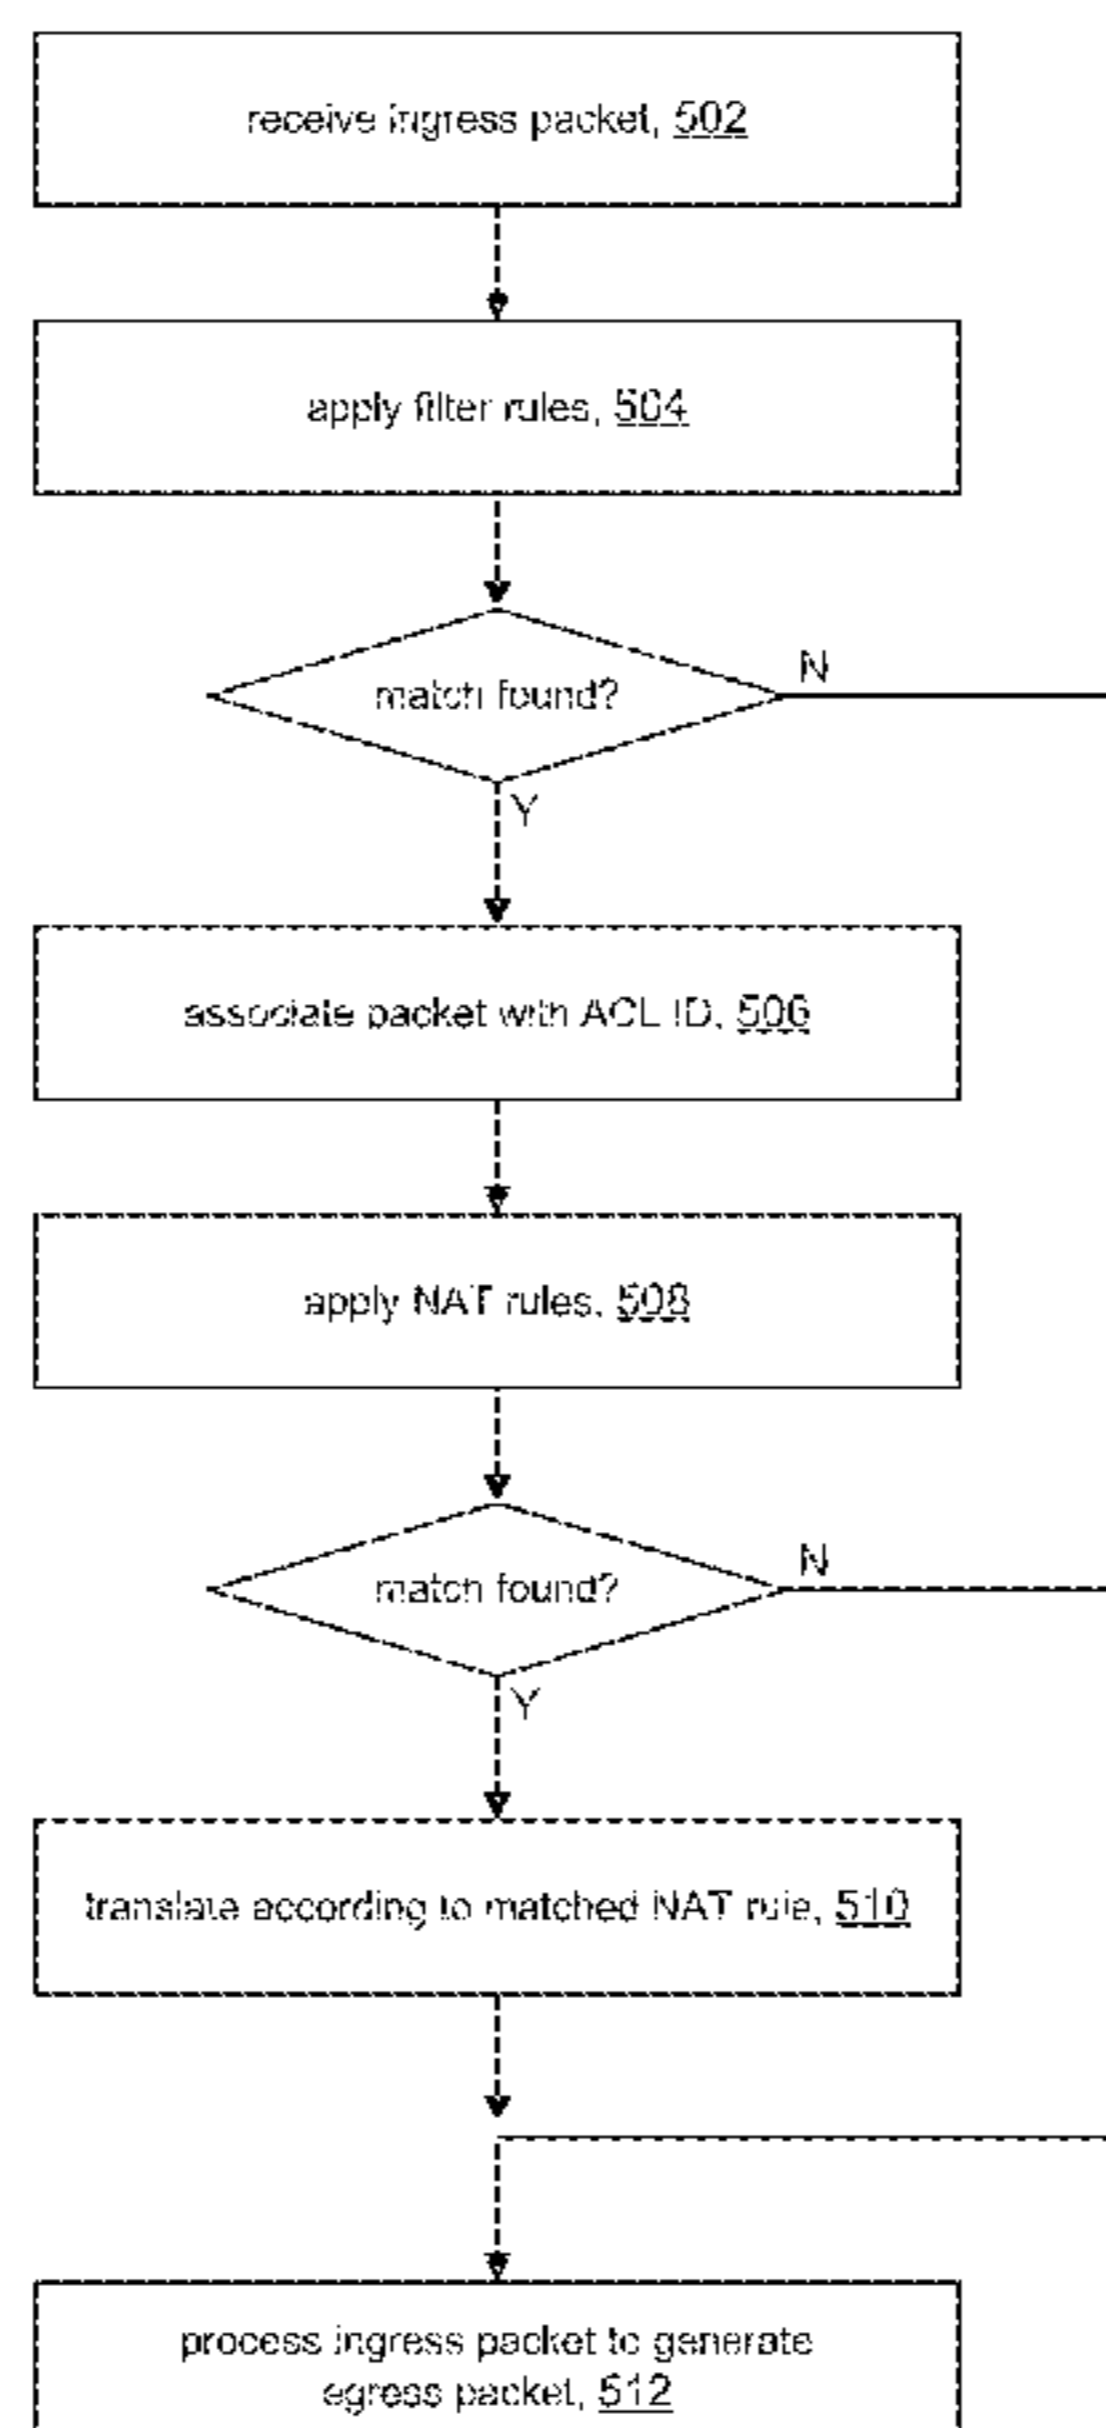 receive ingress packet, 502
apply filter rules, 504
match found?
N
Y
associate packet with ACL ID, 506
apply NAT rules, 508
match found?
N
Y
translate according to matched NAT rule, 510
process ingress packet to generate
egress packet, 512